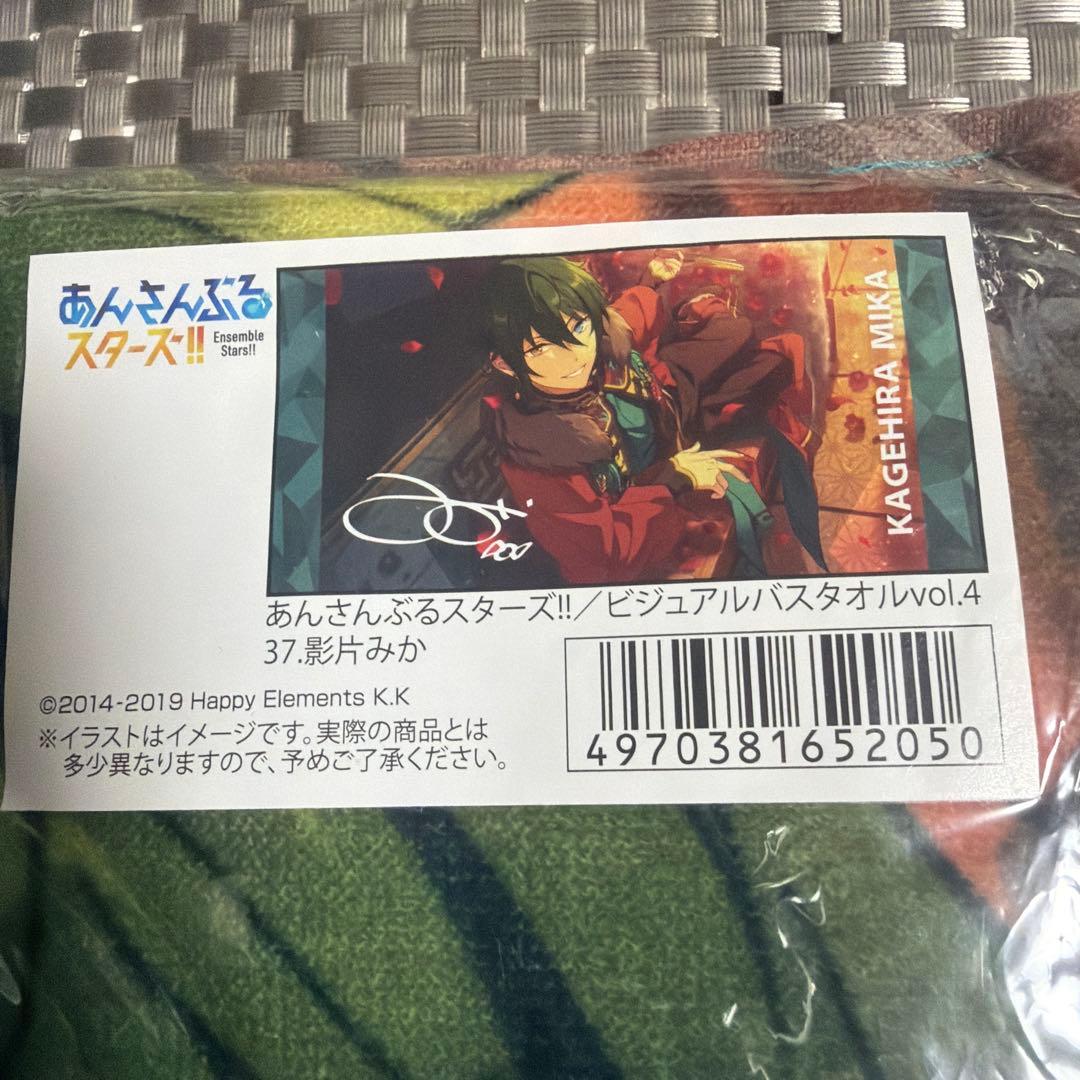 あんさんぶる
スターズ!!
Ensemble
Stars!!
KAGEHIRA MIKA
あんさんぶるスターズ!!／ビジュアルバスタオルvol.4
37.影片みか
©2014-2019 Happy Elements K.K
※イラストはイメージです。実際の商品とは
多少異なりますので、予めご了承ください。
4970381652050